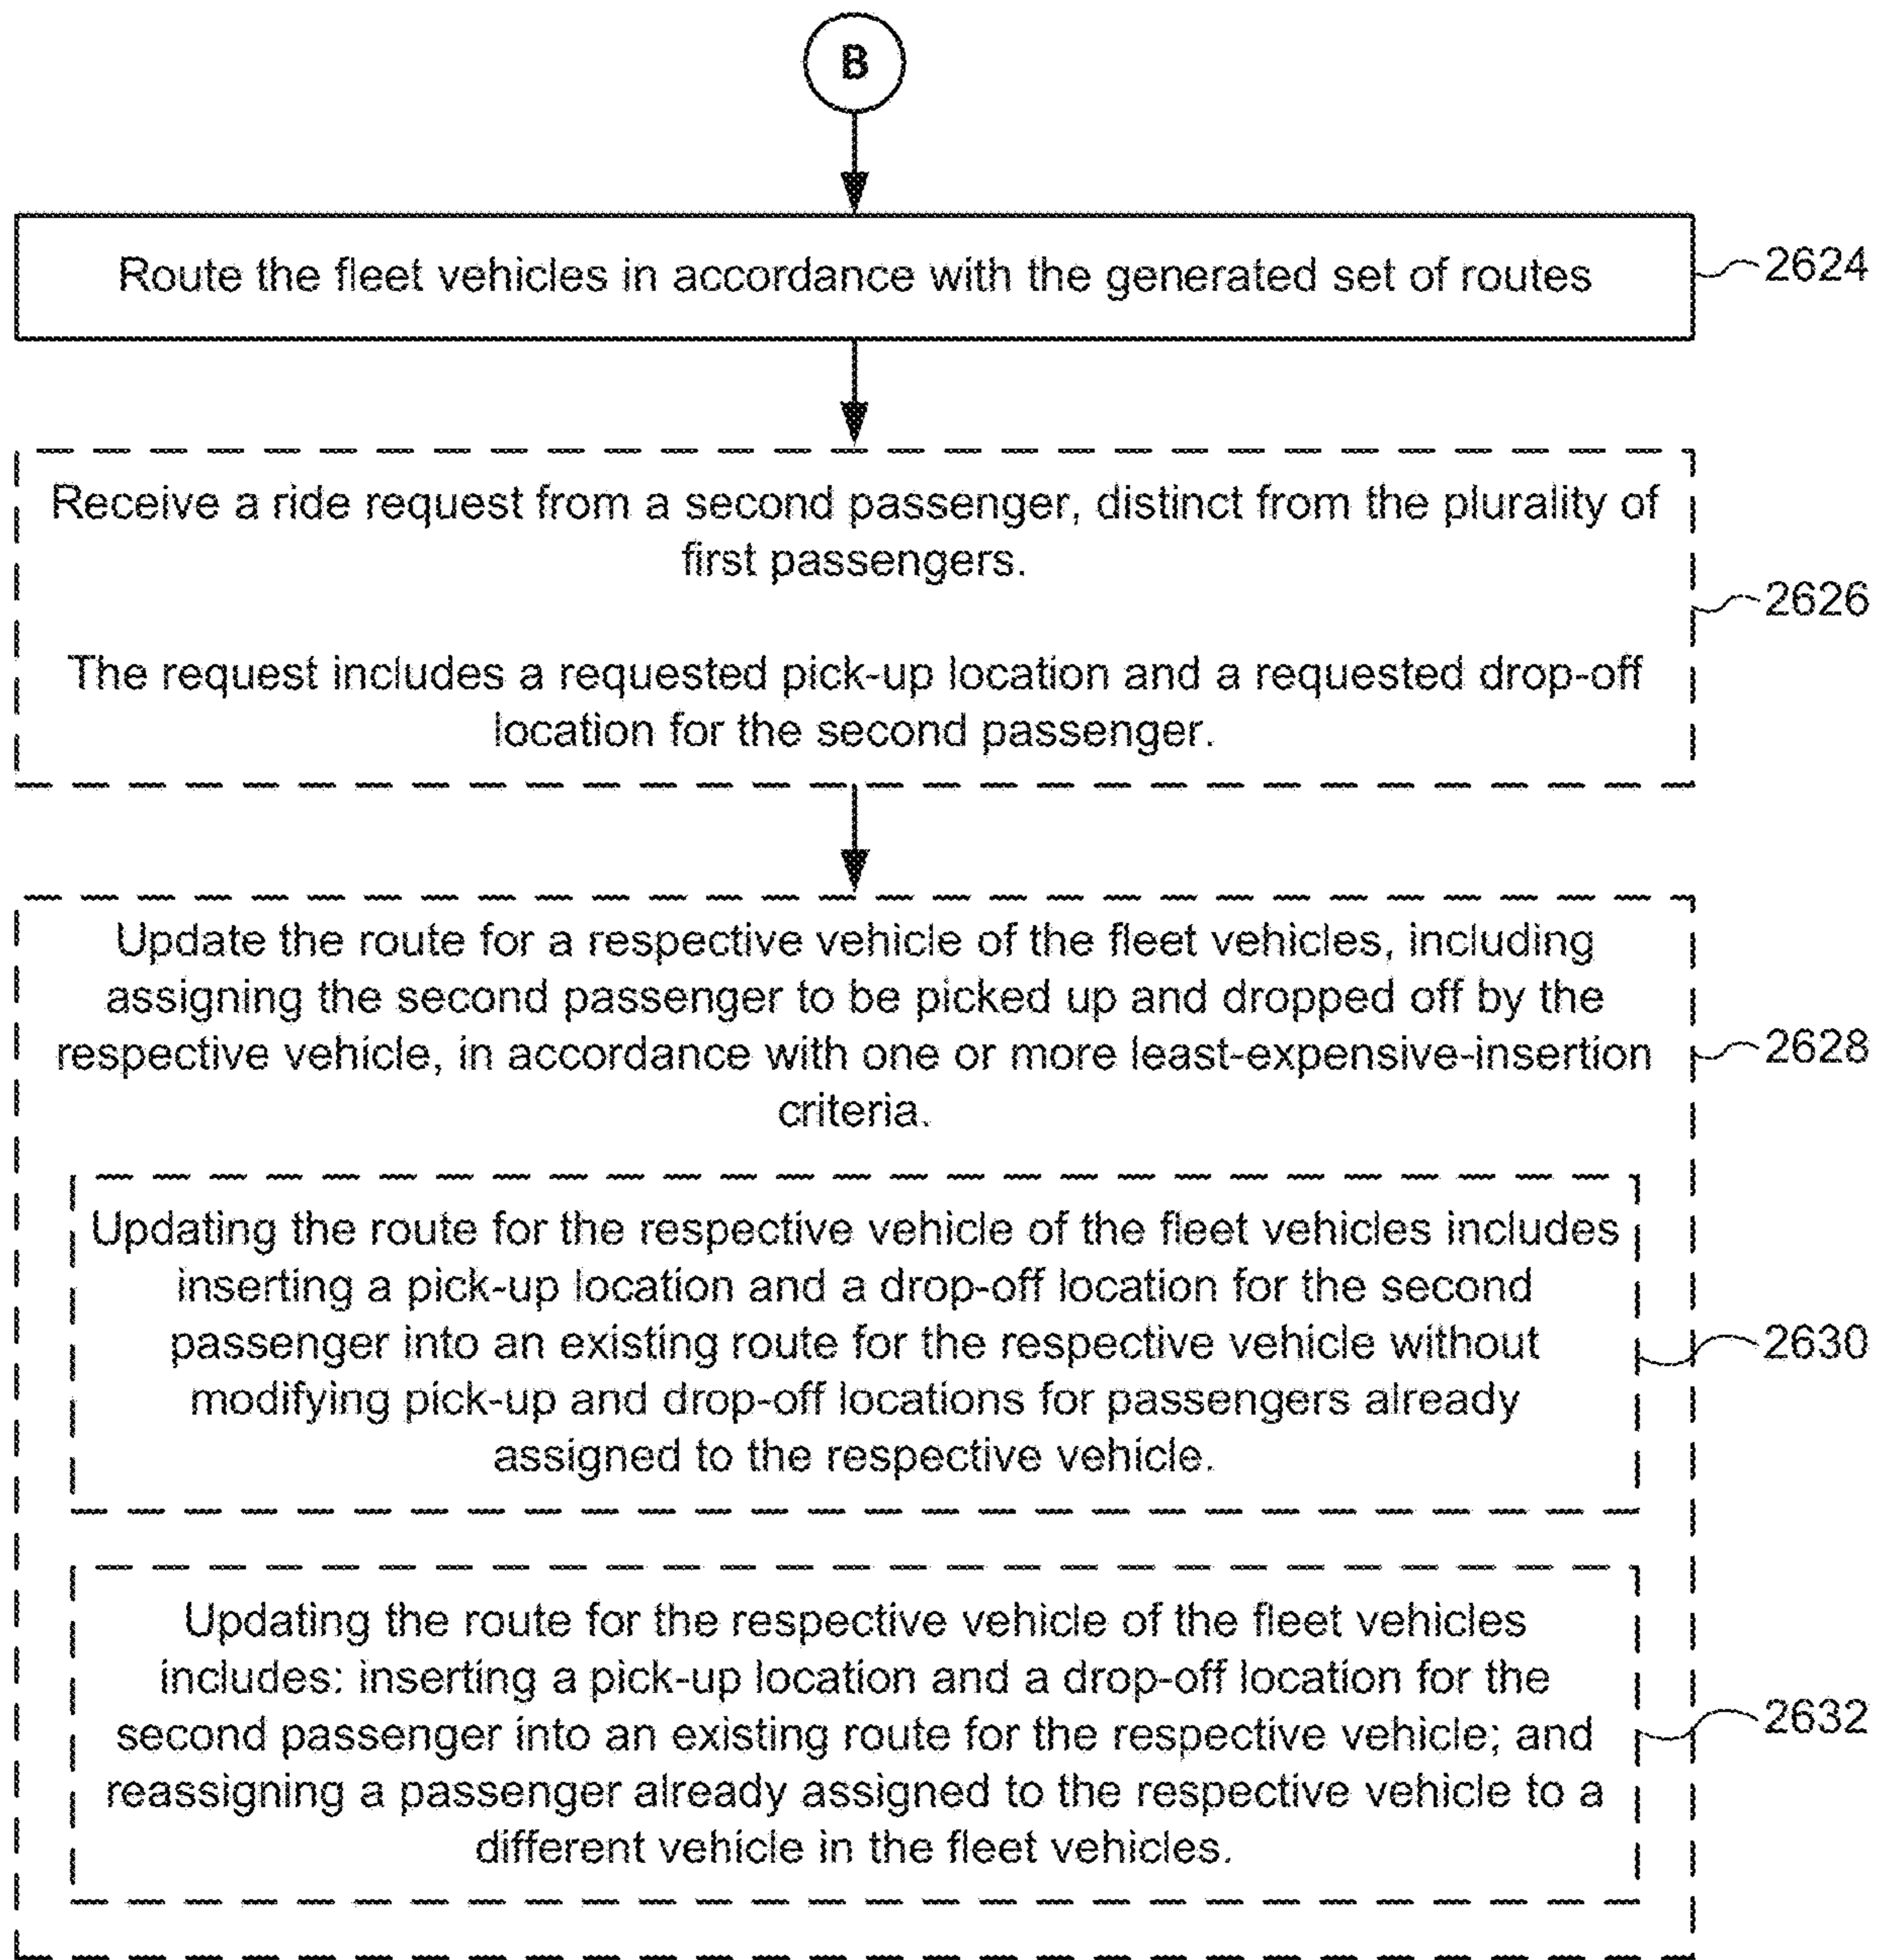 B
Route the fleet vehicles in accordance with the generated set of routes
2624
Receive a ride request from a second passenger, distinct from the plurality of
first passengers.
2626
The request includes a requested pick-up location and a requested drop-off
location for the second passenger.
Update the route for a respective vehicle of the fleet vehicles, including
assigning the second passenger to be picked up and dropped off by the
respective vehicle, in accordance with one or more least-expensive-insertion
criteria.
2628
Updating the route for the respective vehicle of the fleet vehicles includes
inserting a pick-up location and a drop-off location for the second
passenger into an existing route for the respective vehicle without
modifying pick-up and drop-off locations for passengers already
assigned to the respective vehicle.
2630
Updating the route for the respective vehicle of the fleet vehicles
includes: inserting a pick-up location and a drop-off location for the
second passenger into an existing route for the respective vehicle; and
reassigning a passenger already assigned to the respective vehicle to a
different vehicle in the fleet vehicles.
2632